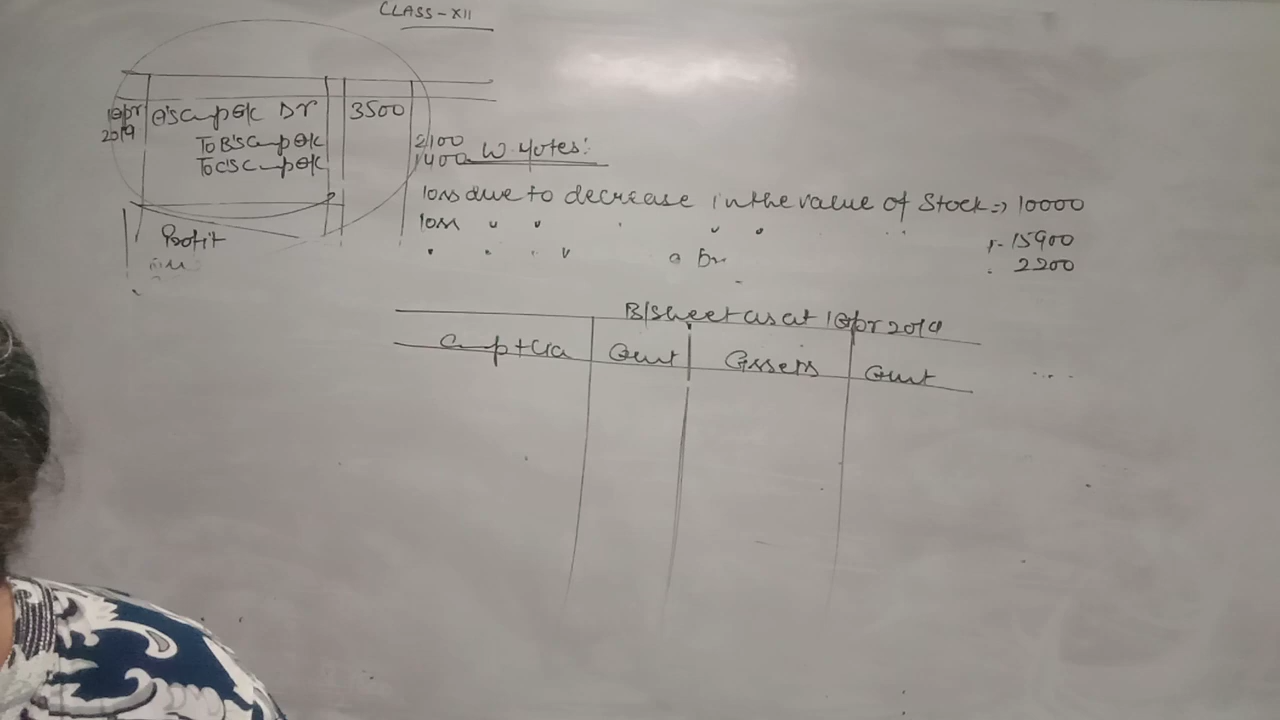 CLASS-XII
1 Apr 2019 A's Cap A/c Dr 3500
To B's Cap A/c 2100
To C's Cap A/c 1400
W. Notes:
loss due to decrease in the value of Stock => 10000
loss " " " " 15900
" " " " 2200
Profit
B/Sheet as at 1 Apr 2019
Cap + Lia Amt Assets Amt